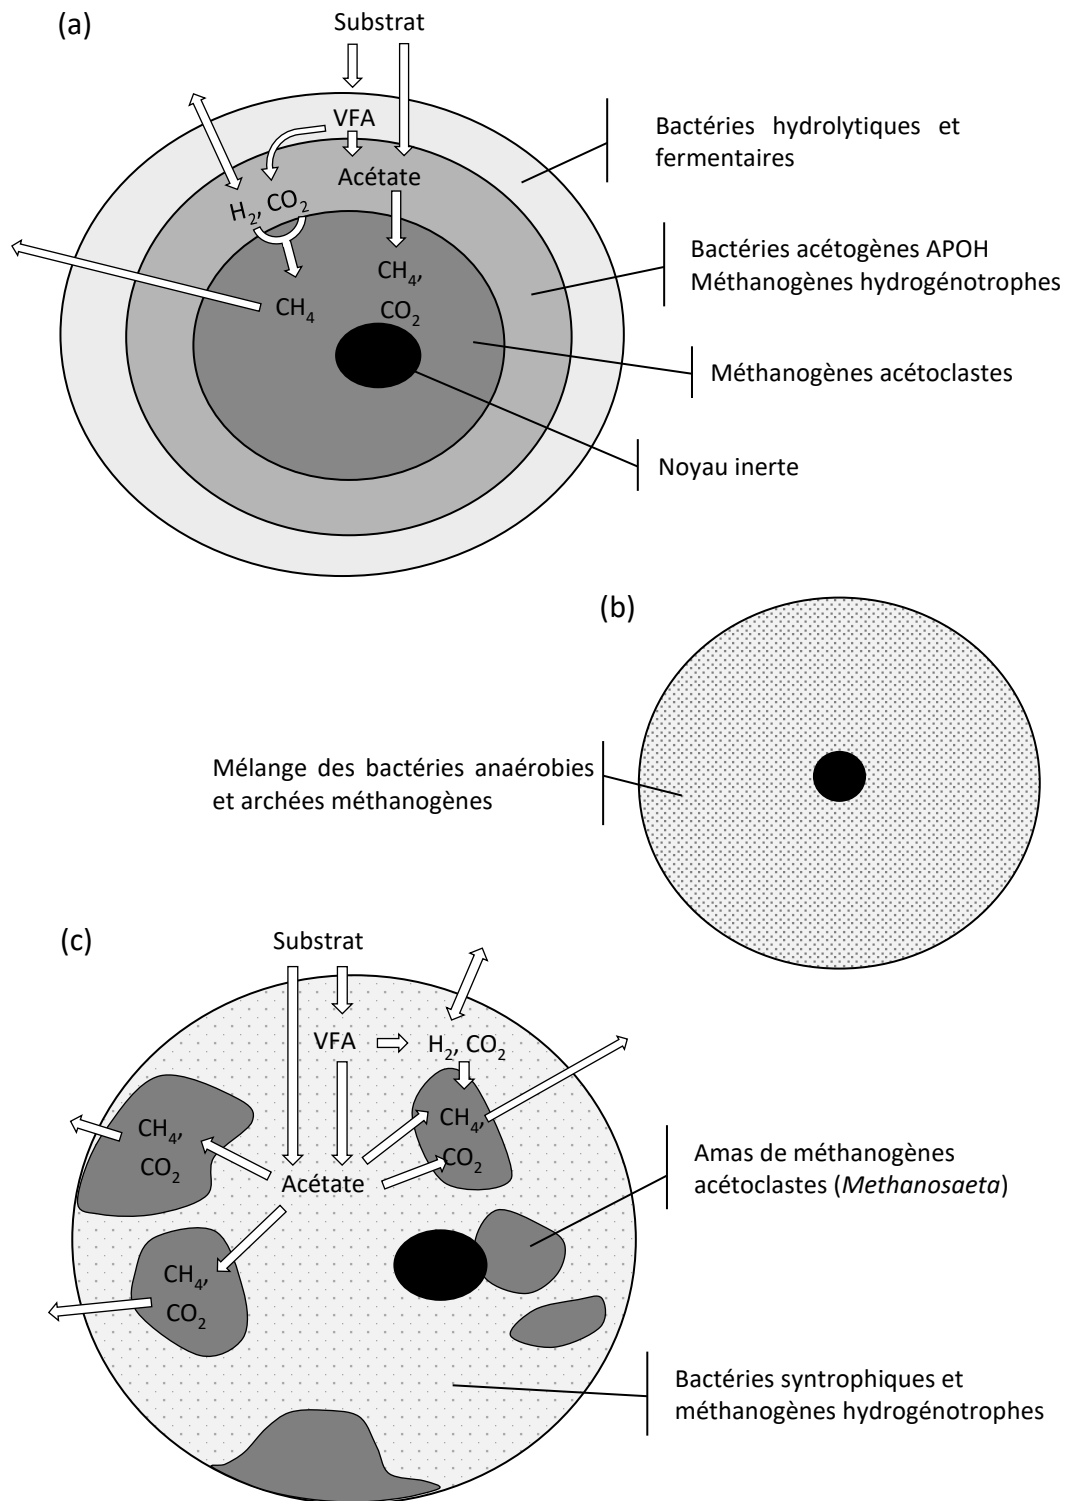 (a)
Substrat
VFA
Acétate
H₂, CO₂
CH₄,
CO₂
CH₄
Bactéries hydrolytiques et
fermentaires
Bactéries acétogènes APOH
Méthanogènes hydrogénotrophes
Méthanogènes acétoclastes
Noyau inerte
(b)
Mélange des bactéries anaérobies
et archées méthanogènes
(c)
Substrat
VFA
H₂, CO₂
CH₄,
CO₂
CH₄,
CO₂
Acétate
CH₄,
CO₂
Amas de méthanogènes
acétoclastes (Methanosaeta)
Bactéries syntrophiques et
méthanogènes hydrogénotrophes